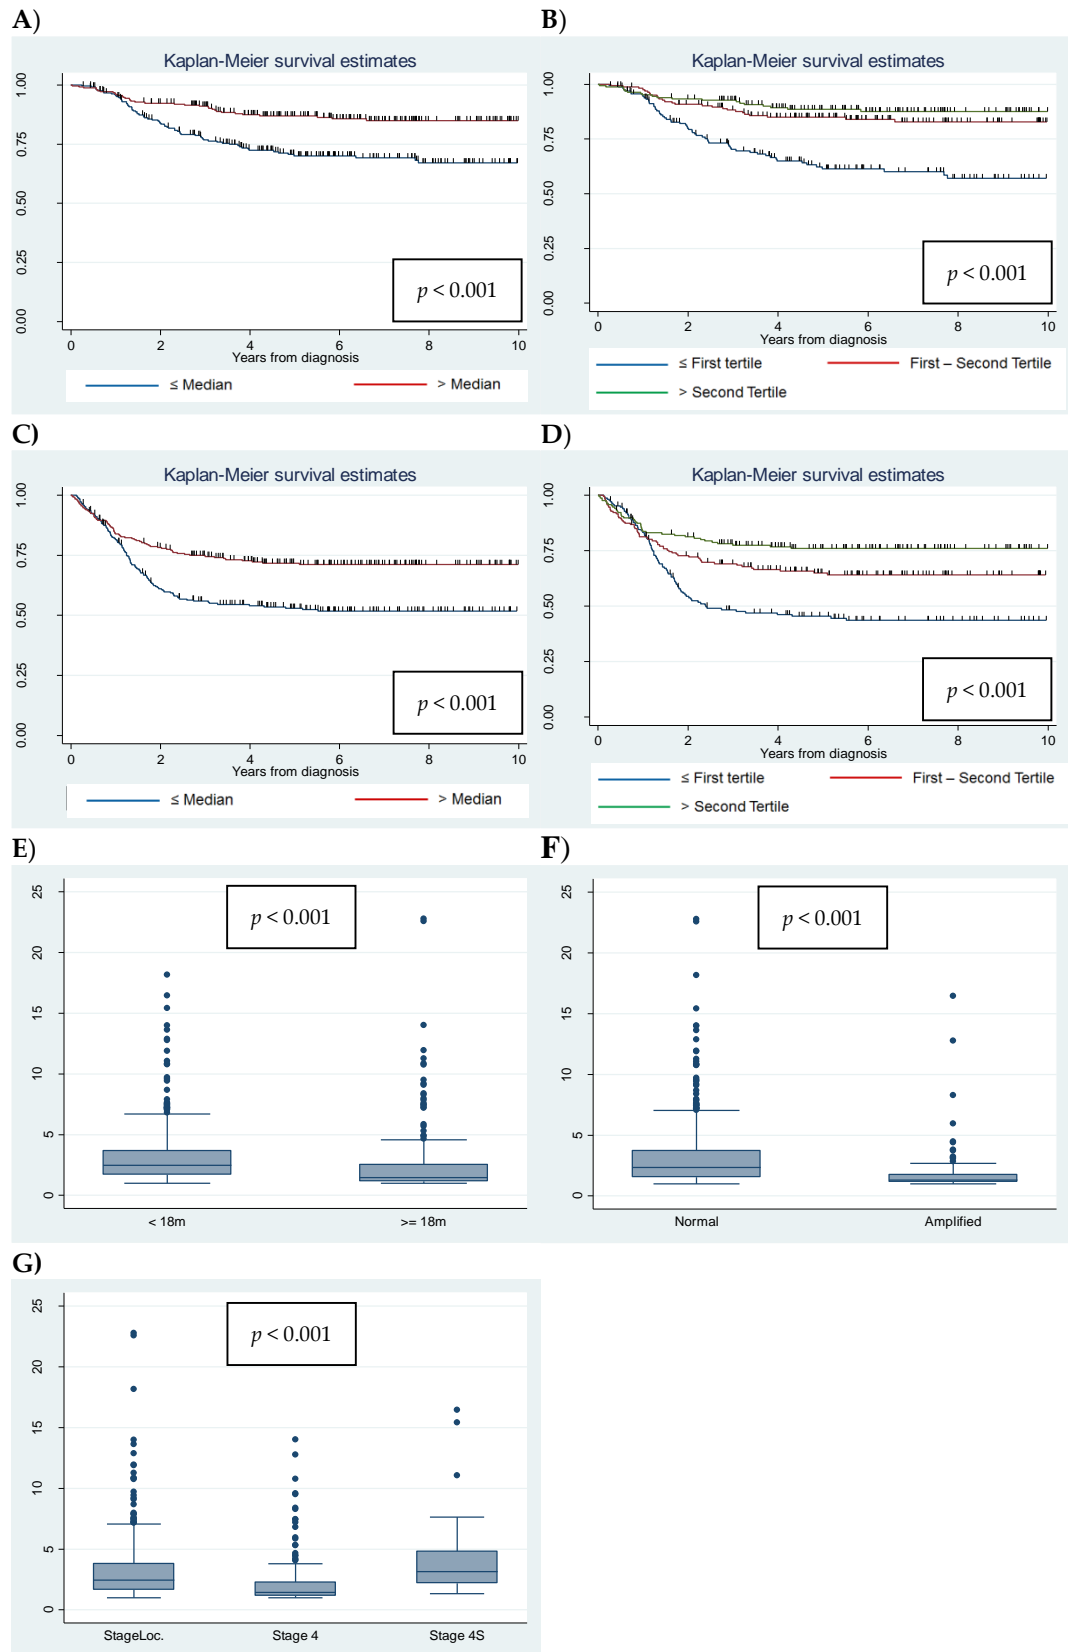 A)
Kaplan-Meier survival estimates
1.00
0.75
0.50
0.25
0.00
p < 0.001
0 2 4 6 8 10
Years from diagnosis
≤ Median > Median
B)
Kaplan-Meier survival estimates
1.00
0.75
0.50
0.25
0.00
p < 0.001
0 2 4 6 8 10
Years from diagnosis
≤ First tertile First – Second Tertile
> Second Tertile
C)
Kaplan-Meier survival estimates
1.00
0.75
0.50
0.25
0.00
p < 0.001
0 2 4 6 8 10
Years from diagnosis
≤ Median > Median
D)
Kaplan-Meier survival estimates
1.00
0.75
0.50
0.25
0.00
p < 0.001
0 2 4 6 8 10
Years from diagnosis
≤ First tertile First – Second Tertile
> Second Tertile
E)
p < 0.001
25
20
15
10
5
0
< 18m >= 18m
F)
p < 0.001
25
20
15
10
5
0
Normal Amplified
G)
p < 0.001
25
20
15
10
5
0
StageLoc. Stage 4 Stage 4S